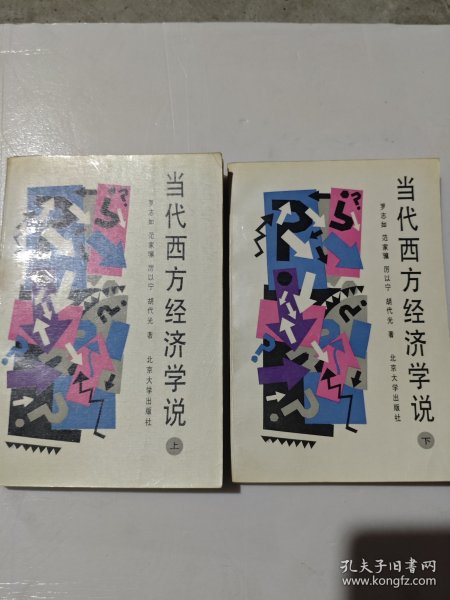 当代西方经济学说
罗志如 范家骧 厉以宁 胡代光 著
北京大学出版社
上
当代西方经济学说
罗志如 范家骧 厉以宁 胡代光 著
北京大学出版社
下
孔夫子旧书网
www.kongfz.com